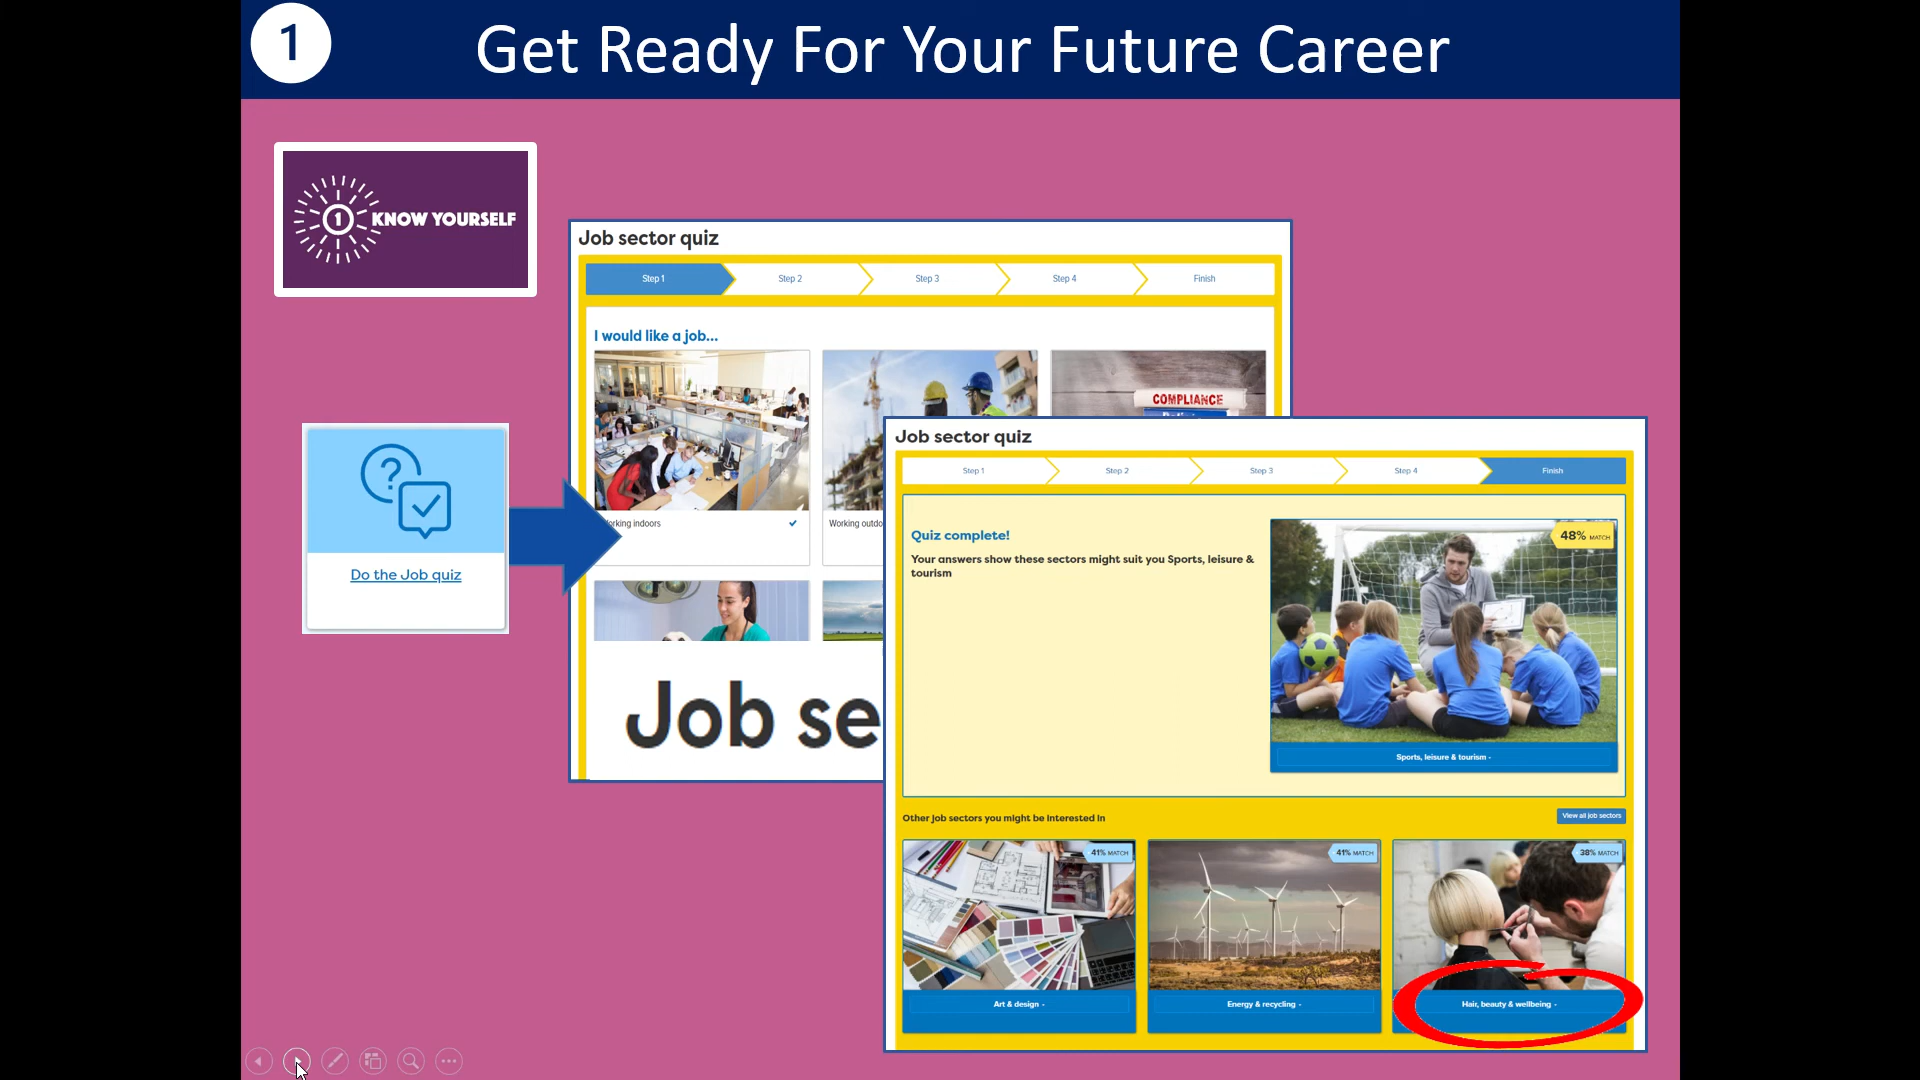 1
Get Ready For Your Future Career
1 KNOW YOURSELF
Do the Job quiz
Job sector quiz
Step 1
Step 2
Step 3
Step 4
Finish
I would like a job...
COMPLIANCE
orking indoors
Working outdo
Job se
Job sector quiz
Step 1
Step 2
Step 3
Step 4
Finish
Quiz complete!
Your answers show these sectors might suit you Sports, leisure &
tourism
48% MATCH
Sports, leisure & tourism -
Other job sectors you might be interested in
View all job sectors
41% MATCH
41% MATCH
38% MATCH
Art & design -
Energy & recycling -
Hair, beauty & wellbeing -